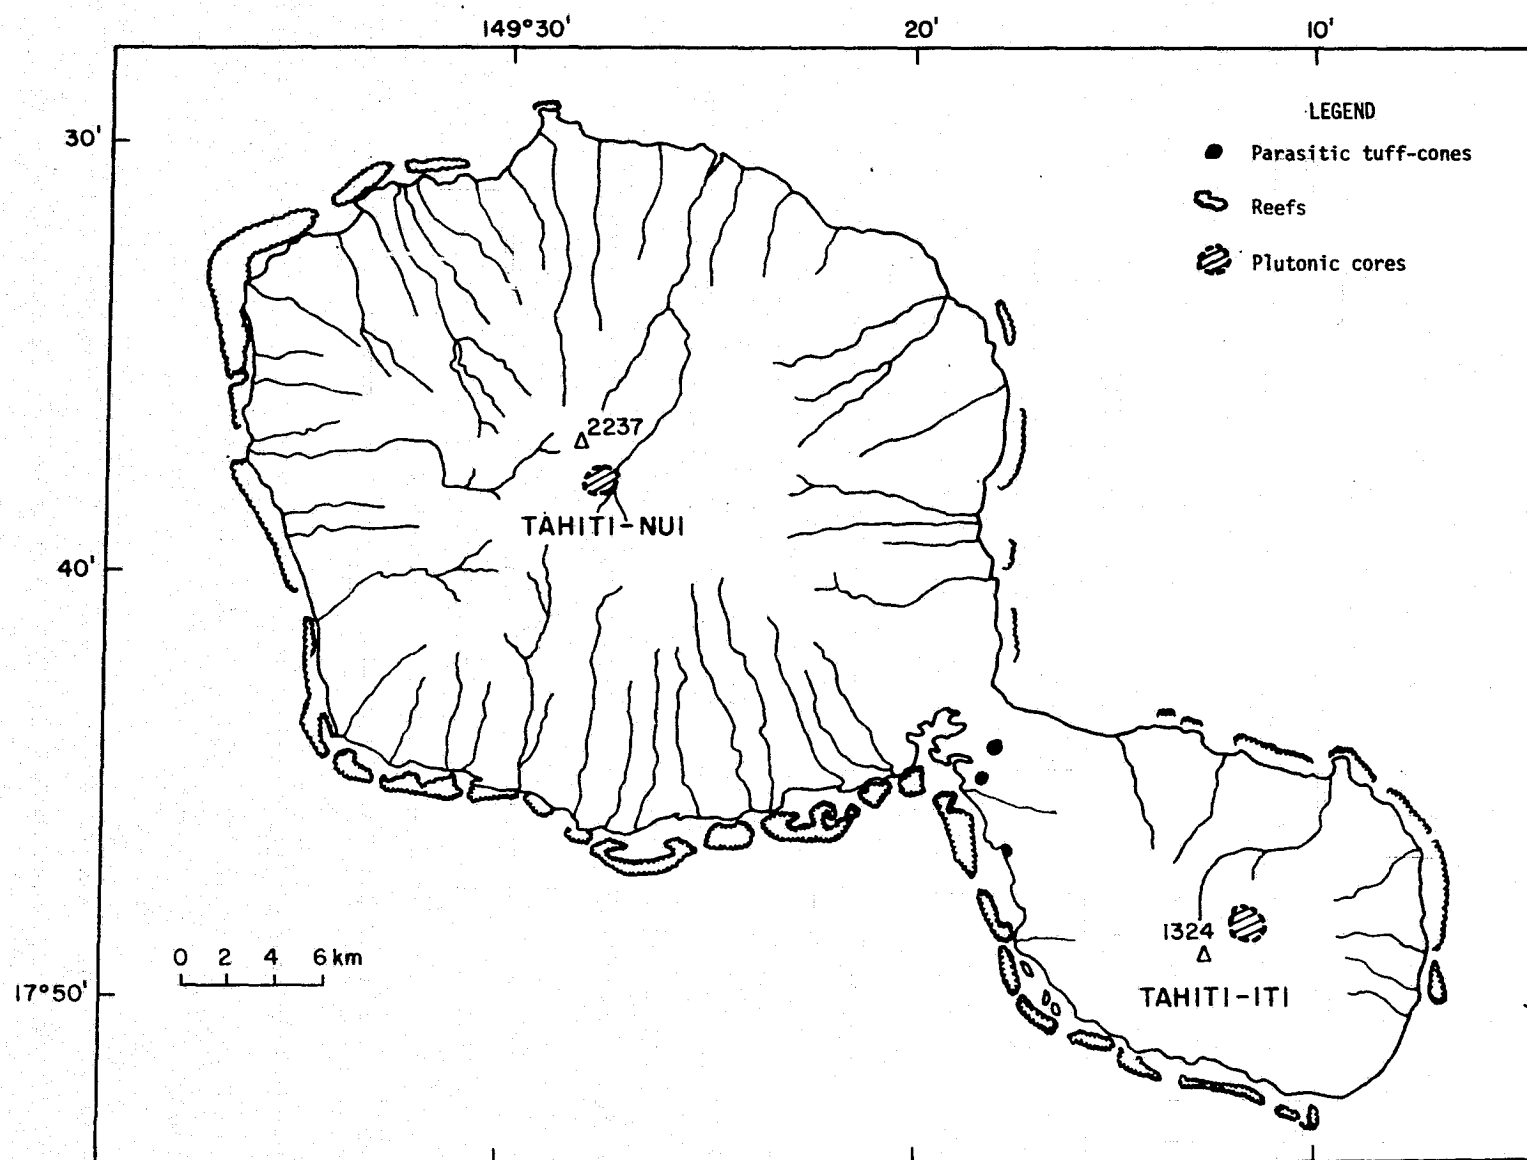 149°30' 20' 10'
LEGEND
30'
Parasitic tuff-cones
Reefs
Plutonic cores
2237
TAHITI-NUI
40'
1324
0 2 4 6 km
17°50'
TAHITI-ITI